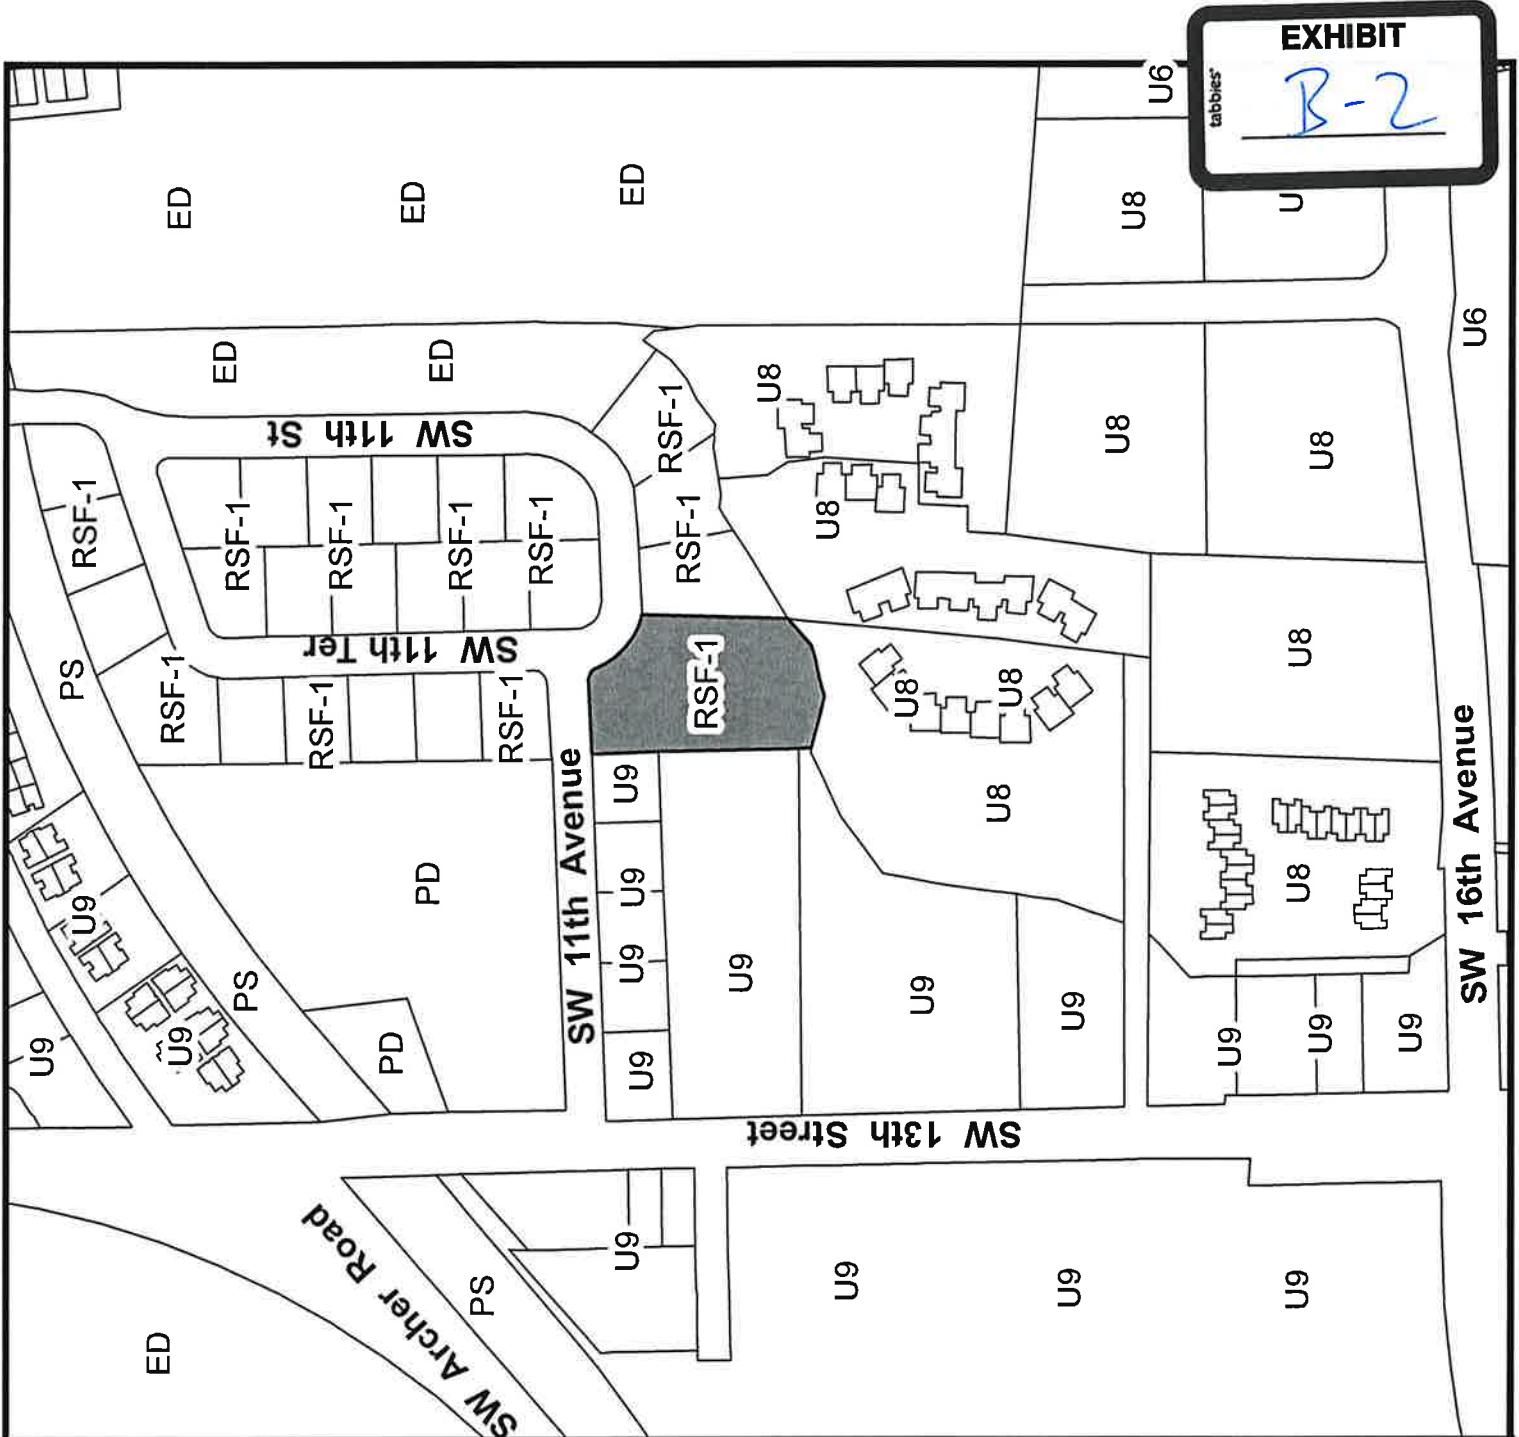 EXHIBIT
tabbies®
B-2
U6
ED
ED
ED
U8
U
U6
ED
ED
U8
RSF-1
SW 11th St
U8
U8
RSF-1
RSF-1
RSF-1
RSF-1
RSF-1
RSF-1
U8
RSF-1
SW 11th Ter
PS
RSF-1
RSF-1
RSF-1
RSF-1
U8
U8
U8
SW 11th Avenue
U9
U8
SW 16th Avenue
PD
U9
U8
U9
U9
PS
U9
U9
U9
U9
U9
PD
U9
U9
U9
U9
U9
SW 13th Street
SW Archer Road
U9
PS
U9
U9
U9
ED